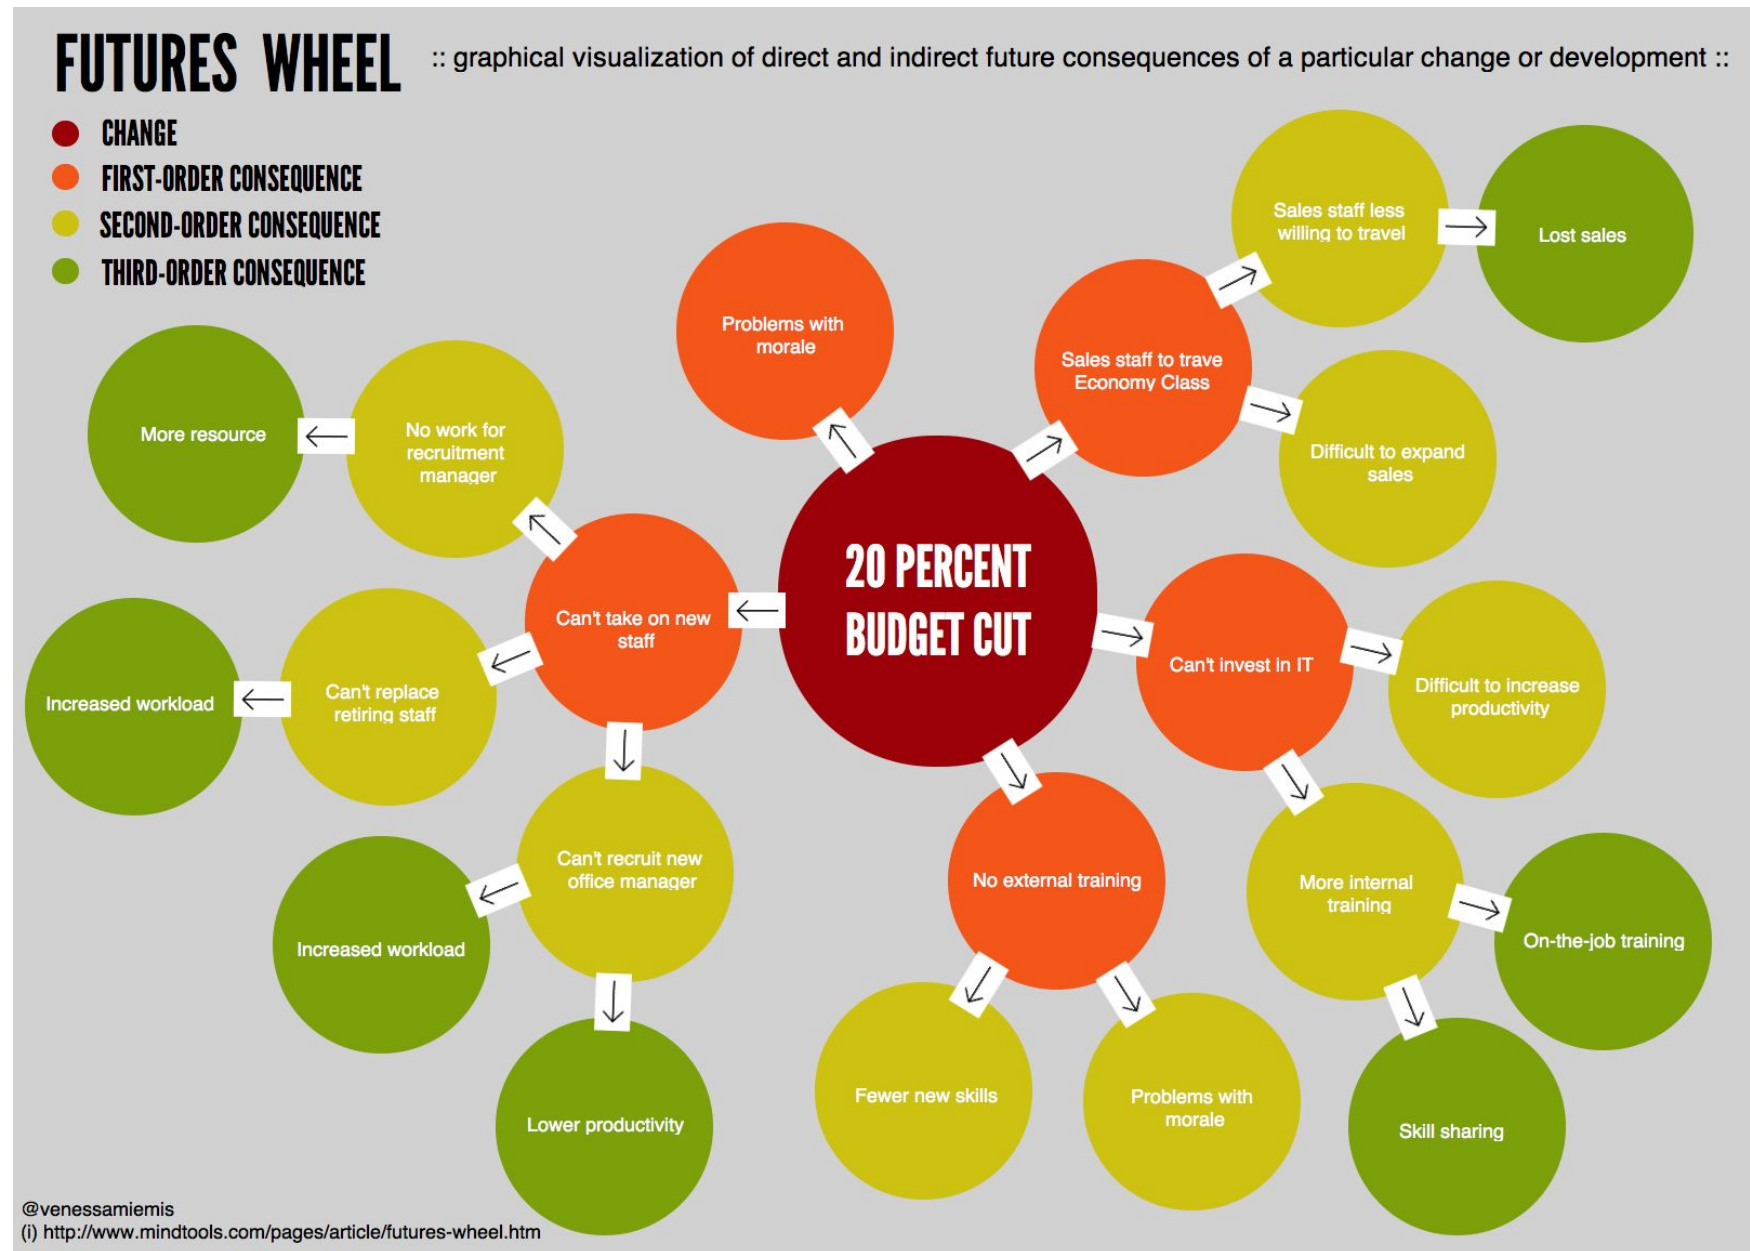 FUTURES WHEEL
:: graphical visualization of direct and indirect future consequences of a particular change or development ::
CHANGE
FIRST-ORDER CONSEQUENCE
SECOND-ORDER CONSEQUENCE
THIRD-ORDER CONSEQUENCE
Sales staff less
willing to travel
Lost sales
Problems with
morale
Sales staff to trave
Economy Class
More resource
No work for
recruitment
manager
Difficult to expand
sales
20 PERCENT
BUDGET CUT
Can't take on new
staff
Can't invest in IT
Increased workload
Can't replace
retiring staff
Difficult to increase
productivity
Can't recruit new
office manager
No external training
More internal
training
Increased workload
On-the-job training
Lower productivity
Fewer new skills
Problems with
morale
Skill sharing
@venessamiemis
(i) http://www.mindtools.com/pages/article/futures-wheel.htm